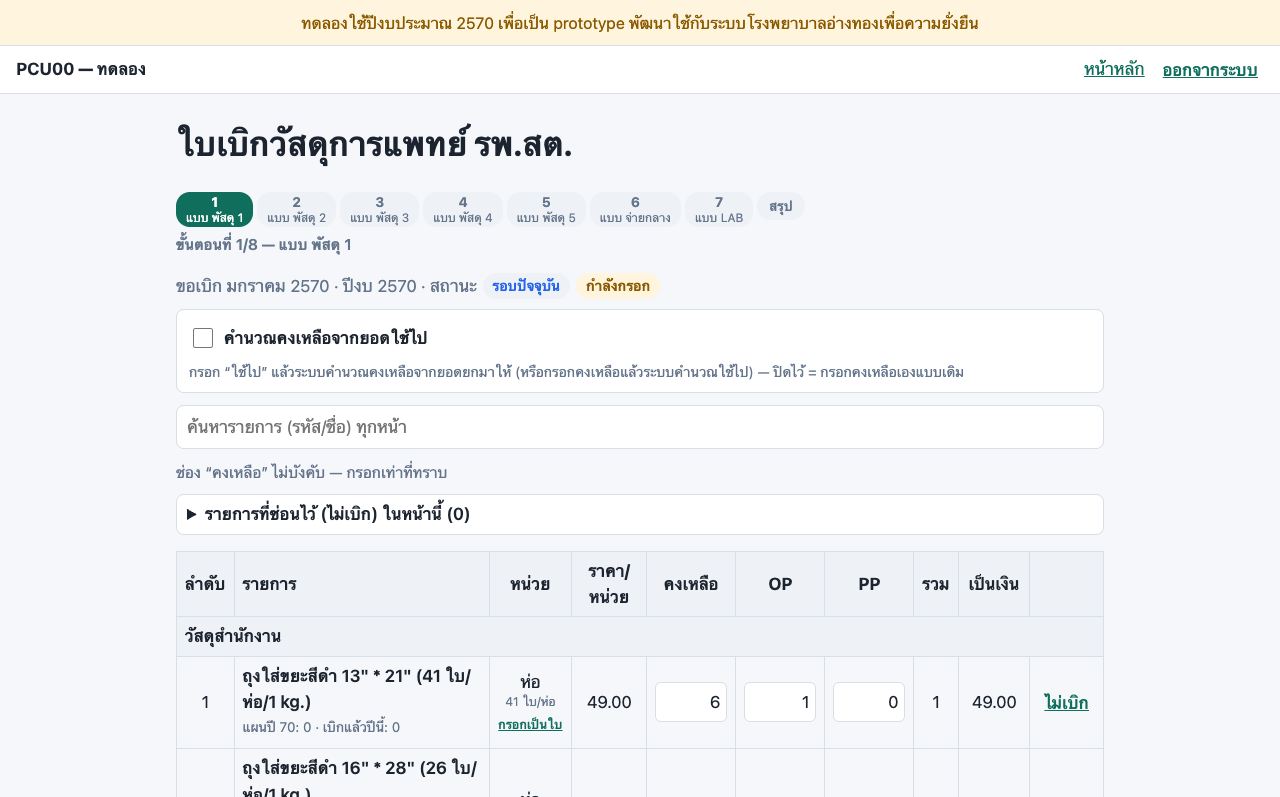 ทดลองใช้ปีงบประมาณ 2570 เพื่อเป็น prototype พัฒนาใช้กับระบบโรงพยาบาลอ่างทองเพื่อความยั่งยืน
PCU00 — ทดลอง
หน้าหลัก ออกจากระบบ
ใบเบิกวัสดุการแพทย์ รพ.สต.
1 2 3 4 5 6 7 สรุป
แบบ พัสดุ 1 แบบ พัสดุ 2 แบบ พัสดุ 3 แบบ พัสดุ 4 แบบ พัสดุ 5 แบบ จ่ายกลาง แบบ LAB
ขั้นตอนที่ 1/8 — แบบ พัสดุ 1
ขอเบิก มกราคม 2570 · ปีงบ 2570 · สถานะ รอบปัจจุบัน กำลังกรอก
คำนวณคงเหลือจากยอดใช้ไป
กรอก “ใช้ไป” แล้วระบบคำนวณคงเหลือจากยอดยกมาให้ (หรือกรอกคงเหลือแล้วระบบคำนวณใช้ไป) — ปิดไว้ = กรอกคงเหลือเองแบบเดิม
ค้นหารายการ (รหัส/ชื่อ) ทุกหน้า
ช่อง “คงเหลือ” ไม่บังคับ — กรอกเท่าที่ทราบ
▶ รายการที่ซ่อนไว้ (ไม่เบิก) ในหน้านี้ (0)
ลำดับ รายการ หน่วย ราคา/หน่วย คงเหลือ OP PP รวม เป็นเงิน
วัสดุสำนักงาน
1 ถุงใส่ขยะสีดำ 13" * 21" (41 ใบ/ห่อ/1 kg.) ห่อ 49.00 6 1 0 1 49.00 ไม่เบิก
แผนปี 70: 0 · เบิกแล้วปีนี้: 0 41 ใบ/ห่อ
กรอกเป็นใบ
ถุงใส่ขยะสีดำ 16" * 28" (26 ใบ/
ห่อ/1 kg.) ห่อ